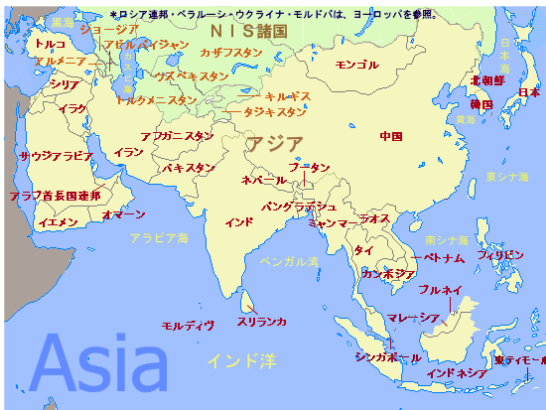 *ロシア連邦・ベラルーシ・ウクライナ・モルドバは、ヨーロッパを参照。
黒海
ジョージア
NIS諸国
トルコ
アゼルバイジャン
カザフスタン
日本海
アルメニア
カスピ海
モンゴル
シリア
ウズベキスタン
北朝鮮
日本
トルクメニスタン
キルギス
韓国
イラク
タジキスタン
黄海
アフガニスタン
アジア
中国
サウジアラビア
イラン
パキスタン
ブータン
ネパール
東シナ海
アラブ首長国連邦
バングラデシュ
オマーン
インド
ミャンマー
ラオス
イエメン
アラビア海
タイ
南シナ海
ベンガル湾
ベトナム
フィリピン
カンボジア
ブルネイ
モルディヴ
スリランカ
マレーシア
Asia
インド洋
シンガポール
インドネシア
東ティモール